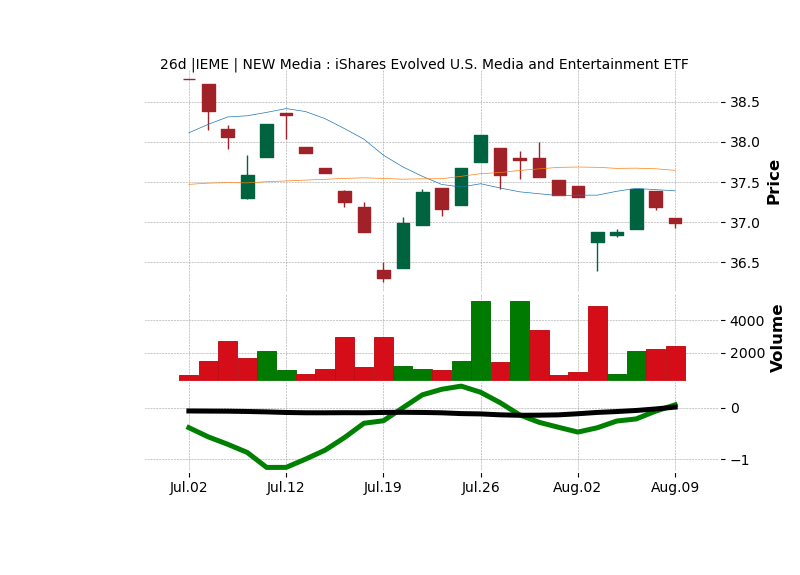 26d |IEME | NEW Media : iShares Evolved U.S. Media and Entertainment ETF
38.5
38.0
37.5
37.0
36.5
Price
4000
2000
Volume
0
−1
Jul.02 Jul.12 Jul.19 Jul.26 Aug.02 Aug.09